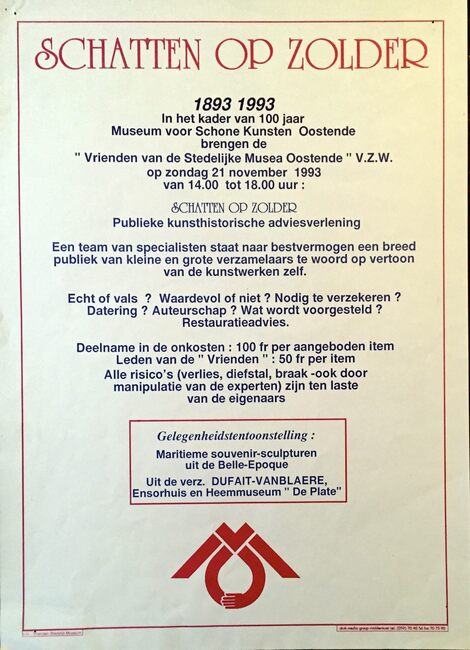 SCHATTEN OP ZOLDER
1893 1993
In het kader van 100 jaar
Museum voor Schone Kunsten Oostende
brengen de
" Vrienden van de Stedelijke Musea Oostende " V.Z.W.
op zondag 21 november 1993
van 14.00 tot 18.00 uur :
SCHATTEN OP ZOLDER
Publieke kunsthistorische adviesverlening
Een team van specialisten staat naar bestvermogen een breed
publiek van kleine en grote verzamelaars te woord op vertoon
van de kunstwerken zelf.
Echt of vals ? Waardevol of niet ? Nodig te verzekeren ?
Datering ? Auteurschap ? Wat wordt voorgesteld ?
Restauratieadvies.
Deelname in de onkosten : 100 fr per aangeboden item
Leden van de " Vrienden " : 50 fr per item
Alle risico's (verlies, diefstal, braak -ook door
manipulatie van de experten) zijn ten laste
van de eigenaars
Gelegenheidstentoonstelling :
Maritieme souvenir-sculpturen
uit de Belle-Epoque
Uit de verz. DUFAIT-VANBLAERE,
Ensorhuis en Heemmuseum " De Plate"